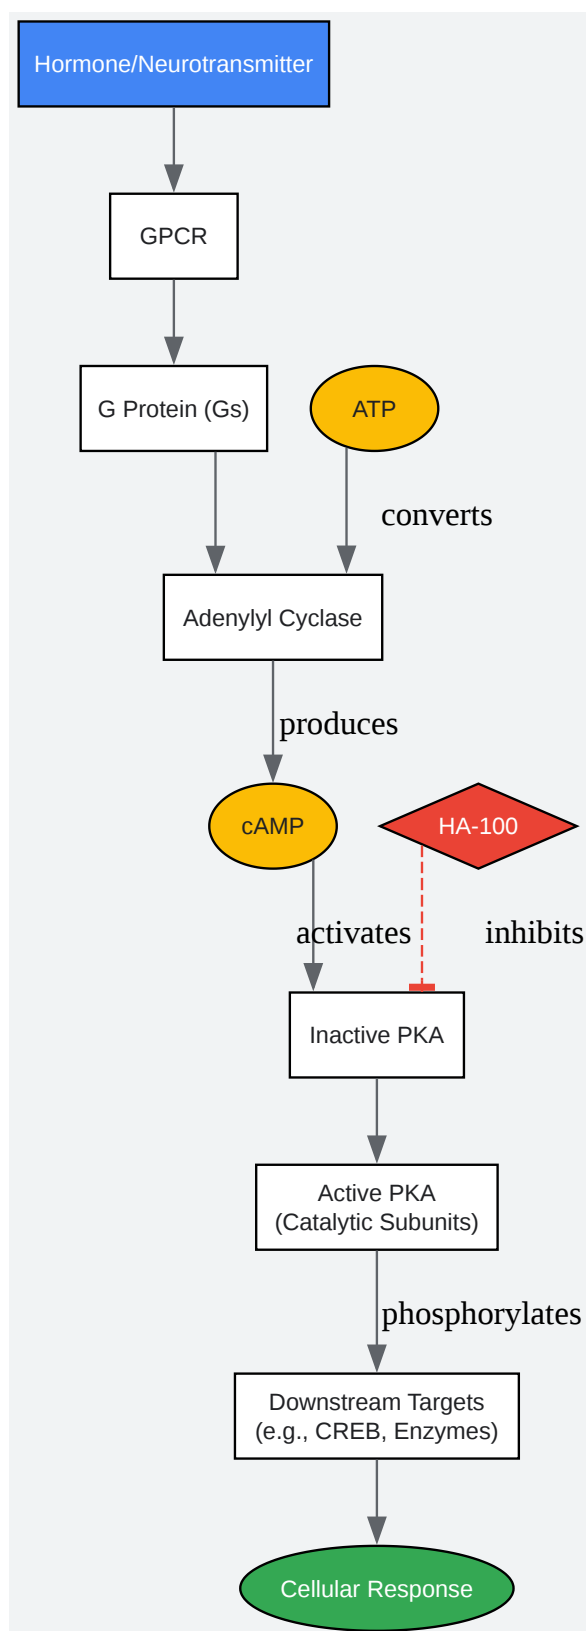 Hormone/Neurotransmitter
GPCR
G Protein (Gs)
ATP
converts
Adenylyl Cyclase
produces
cAMP
HA-100
activates
inhibits
Inactive PKA
Active PKA
(Catalytic Subunits)
phosphorylates
Downstream Targets
(e.g., CREB, Enzymes)
Cellular Response